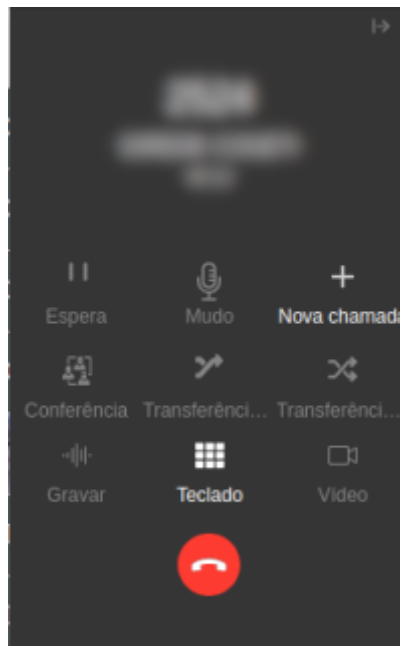 Espera Mudo Nova chamada
Conferência Transferênci... Transferênci...
Gravar Teclado Vídeo